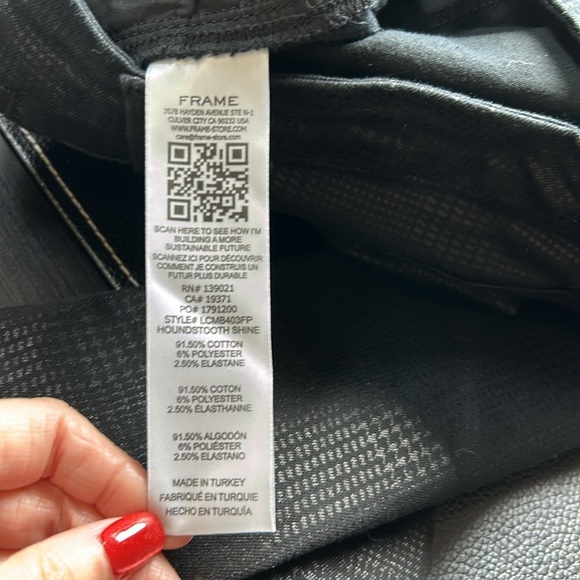 FRAME
3578 HAYDEN AVENUE STE N-5
CULVER CITY CA 90232 USA
WWW.FRAME-STORE.COM
care@frame-store.com
SCAN HERE TO SEE HOW I'M
BUILDING A MORE
SUSTAINABLE FUTURE
SCANNEZ ICI POUR DÉCOUVRIR
COMMENT JE CONSTRUIS UN
FUTUR PLUS DURABLE
RN# 139021
CA# 19371
PO# 1791200
STYLE# LCMB403FP
HOUNDSTOOTH SHINE
91.50% COTTON
6% POLYESTER
2.50% ELASTANE
91.50% COTON
6% POLYESTER
2.50% ELASTHANNE
91.50% ALGODÓN
6% POLIÉSTER
2.50% ELASTANO
MADE IN TURKEY
FABRIQUÉ EN TURQUIE
HECHO EN TURQUÍA